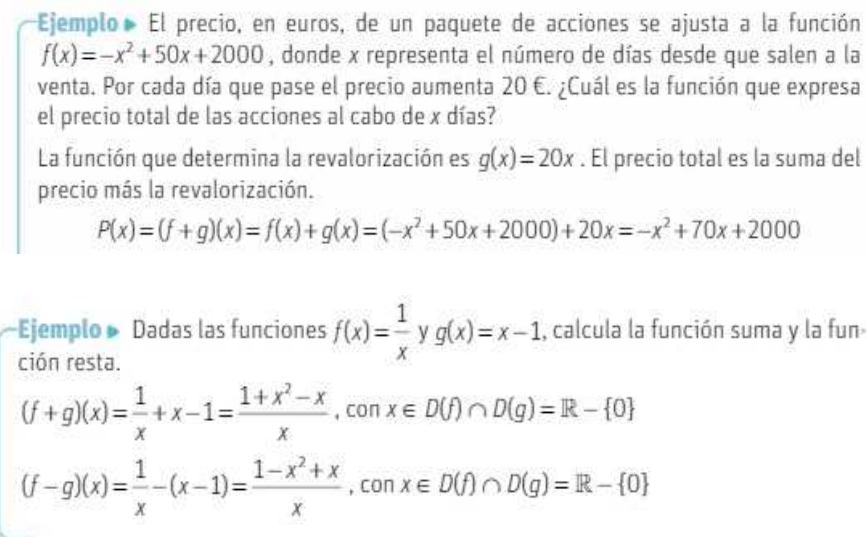 Ejemplo ▸ El precio, en euros, de un paquete de acciones se ajusta a la función
f(x)=−x²+50x+2000, donde x representa el número de días desde que salen a la
venta. Por cada día que pase el precio aumenta 20 €. ¿Cuál es la función que expresa
el precio total de las acciones al cabo de x días?
La función que determina la revalorización es g(x)=20x. El precio total es la suma del
precio más la revalorización.
P(x)=(f+g)(x)=f(x)+g(x)=(−x²+50x+2000)+20x=−x²+70x+2000
Ejemplo ▸ Dadas las funciones f(x)=1/x y g(x)=x−1, calcula la función suma y la fun-
ción resta.
(f+g)(x)=1/x+x−1=(1+x²−x)/x, con x∈ D(f)∩D(g)=ℝ−{0}
(f−g)(x)=1/x−(x−1)=(1−x²+x)/x, con x∈ D(f)∩D(g)=ℝ−{0}